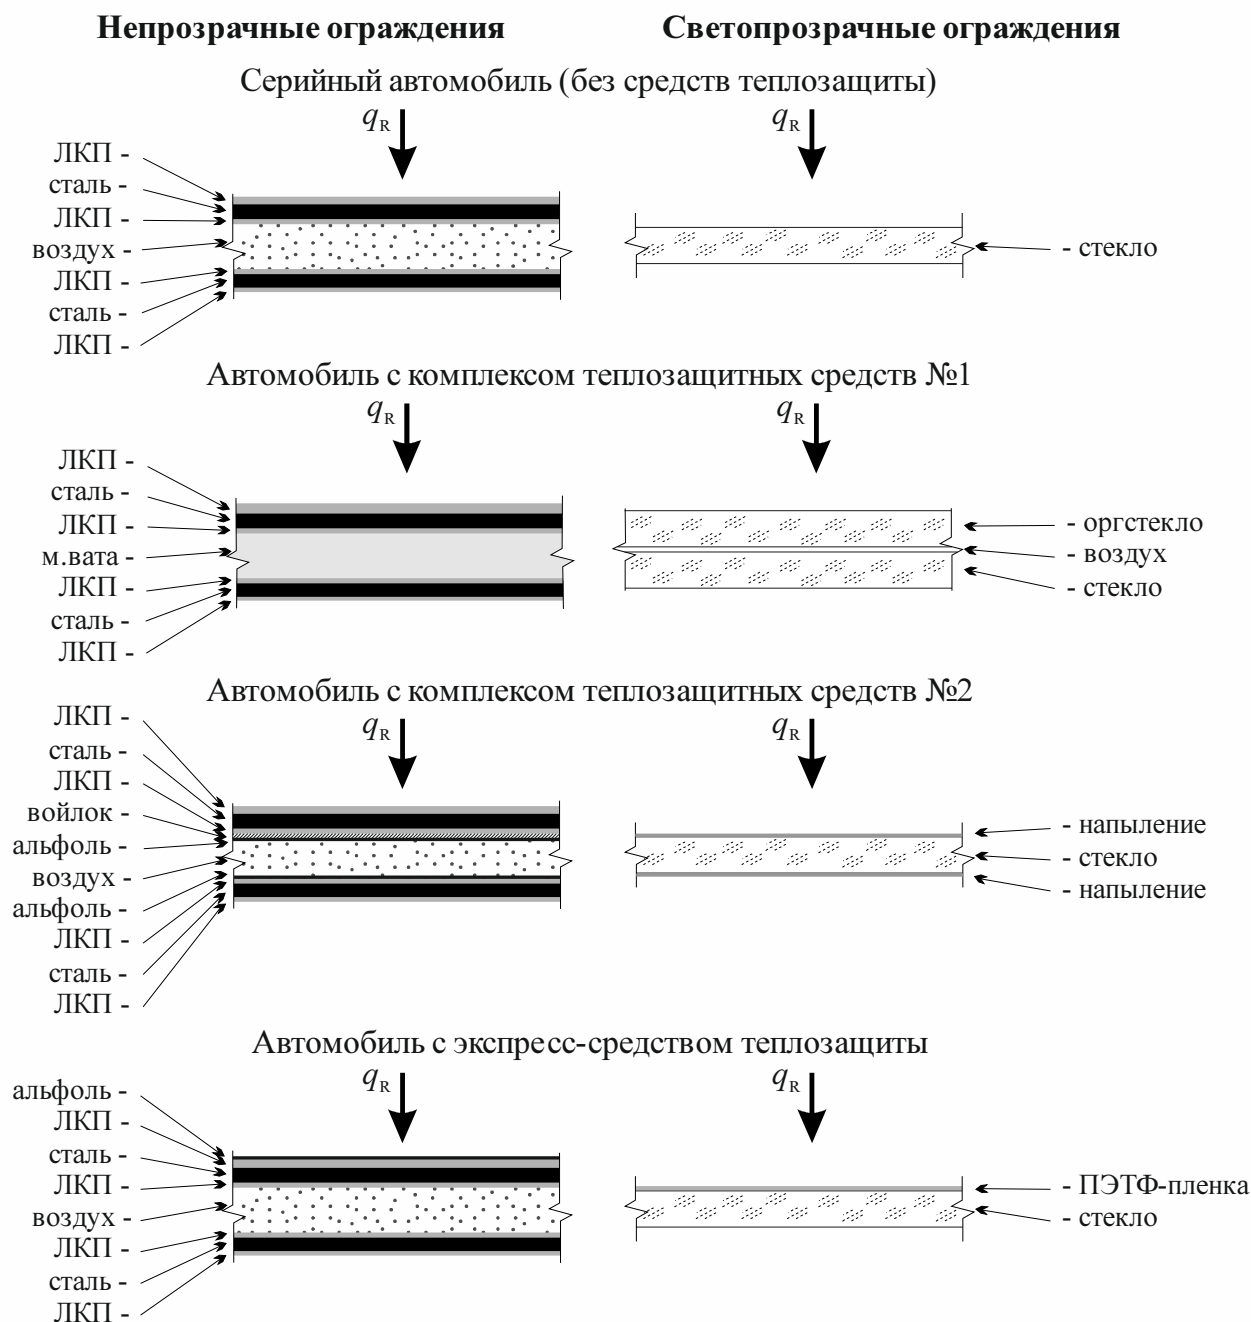 Непрозрачные ограждения
Светопрозрачные ограждения
Серийный автомобиль (без средств теплозащиты)
qR
qR
ЛКП -
сталь -
ЛКП -
воздух -
ЛКП -
сталь -
ЛКП -
- стекло
Автомобиль с комплексом теплозащитных средств №1
qR
qR
ЛКП -
сталь -
ЛКП -
м.вата -
ЛКП -
сталь -
ЛКП -
- оргстекло
- воздух
- стекло
Автомобиль с комплексом теплозащитных средств №2
qR
qR
ЛКП -
сталь -
ЛКП -
войлок -
альфоль -
воздух -
альфоль -
ЛКП -
сталь -
ЛКП -
- напыление
- стекло
- напыление
Автомобиль с экспресс-средством теплозащиты
qR
qR
альфоль -
ЛКП -
сталь -
ЛКП -
воздух -
ЛКП -
сталь -
ЛКП -
- ПЭТФ-пленка
- стекло